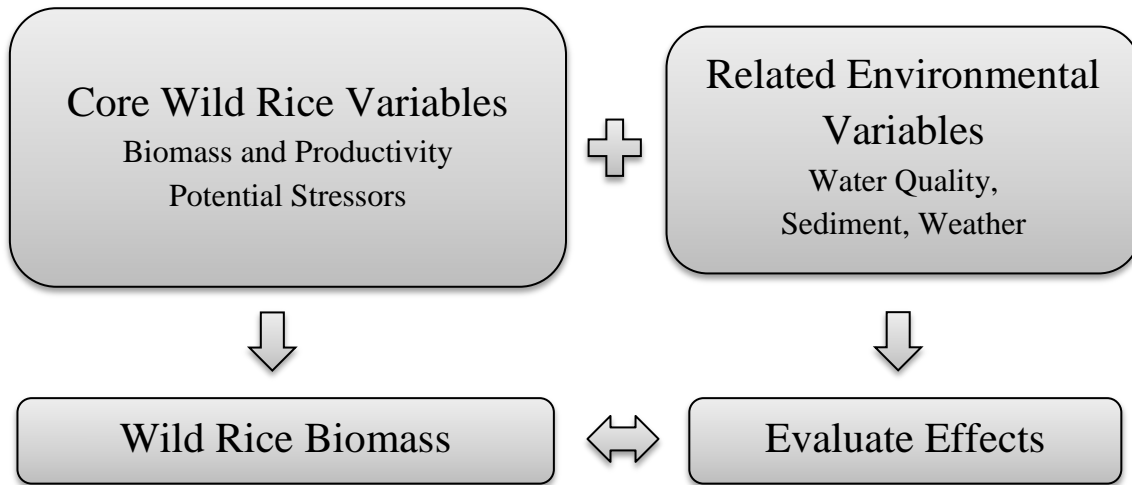 Core Wild Rice Variables
Biomass and Productivity
Potential Stressors
Related Environmental
Variables
Water Quality,
Sediment, Weather
Wild Rice Biomass
Evaluate Effects